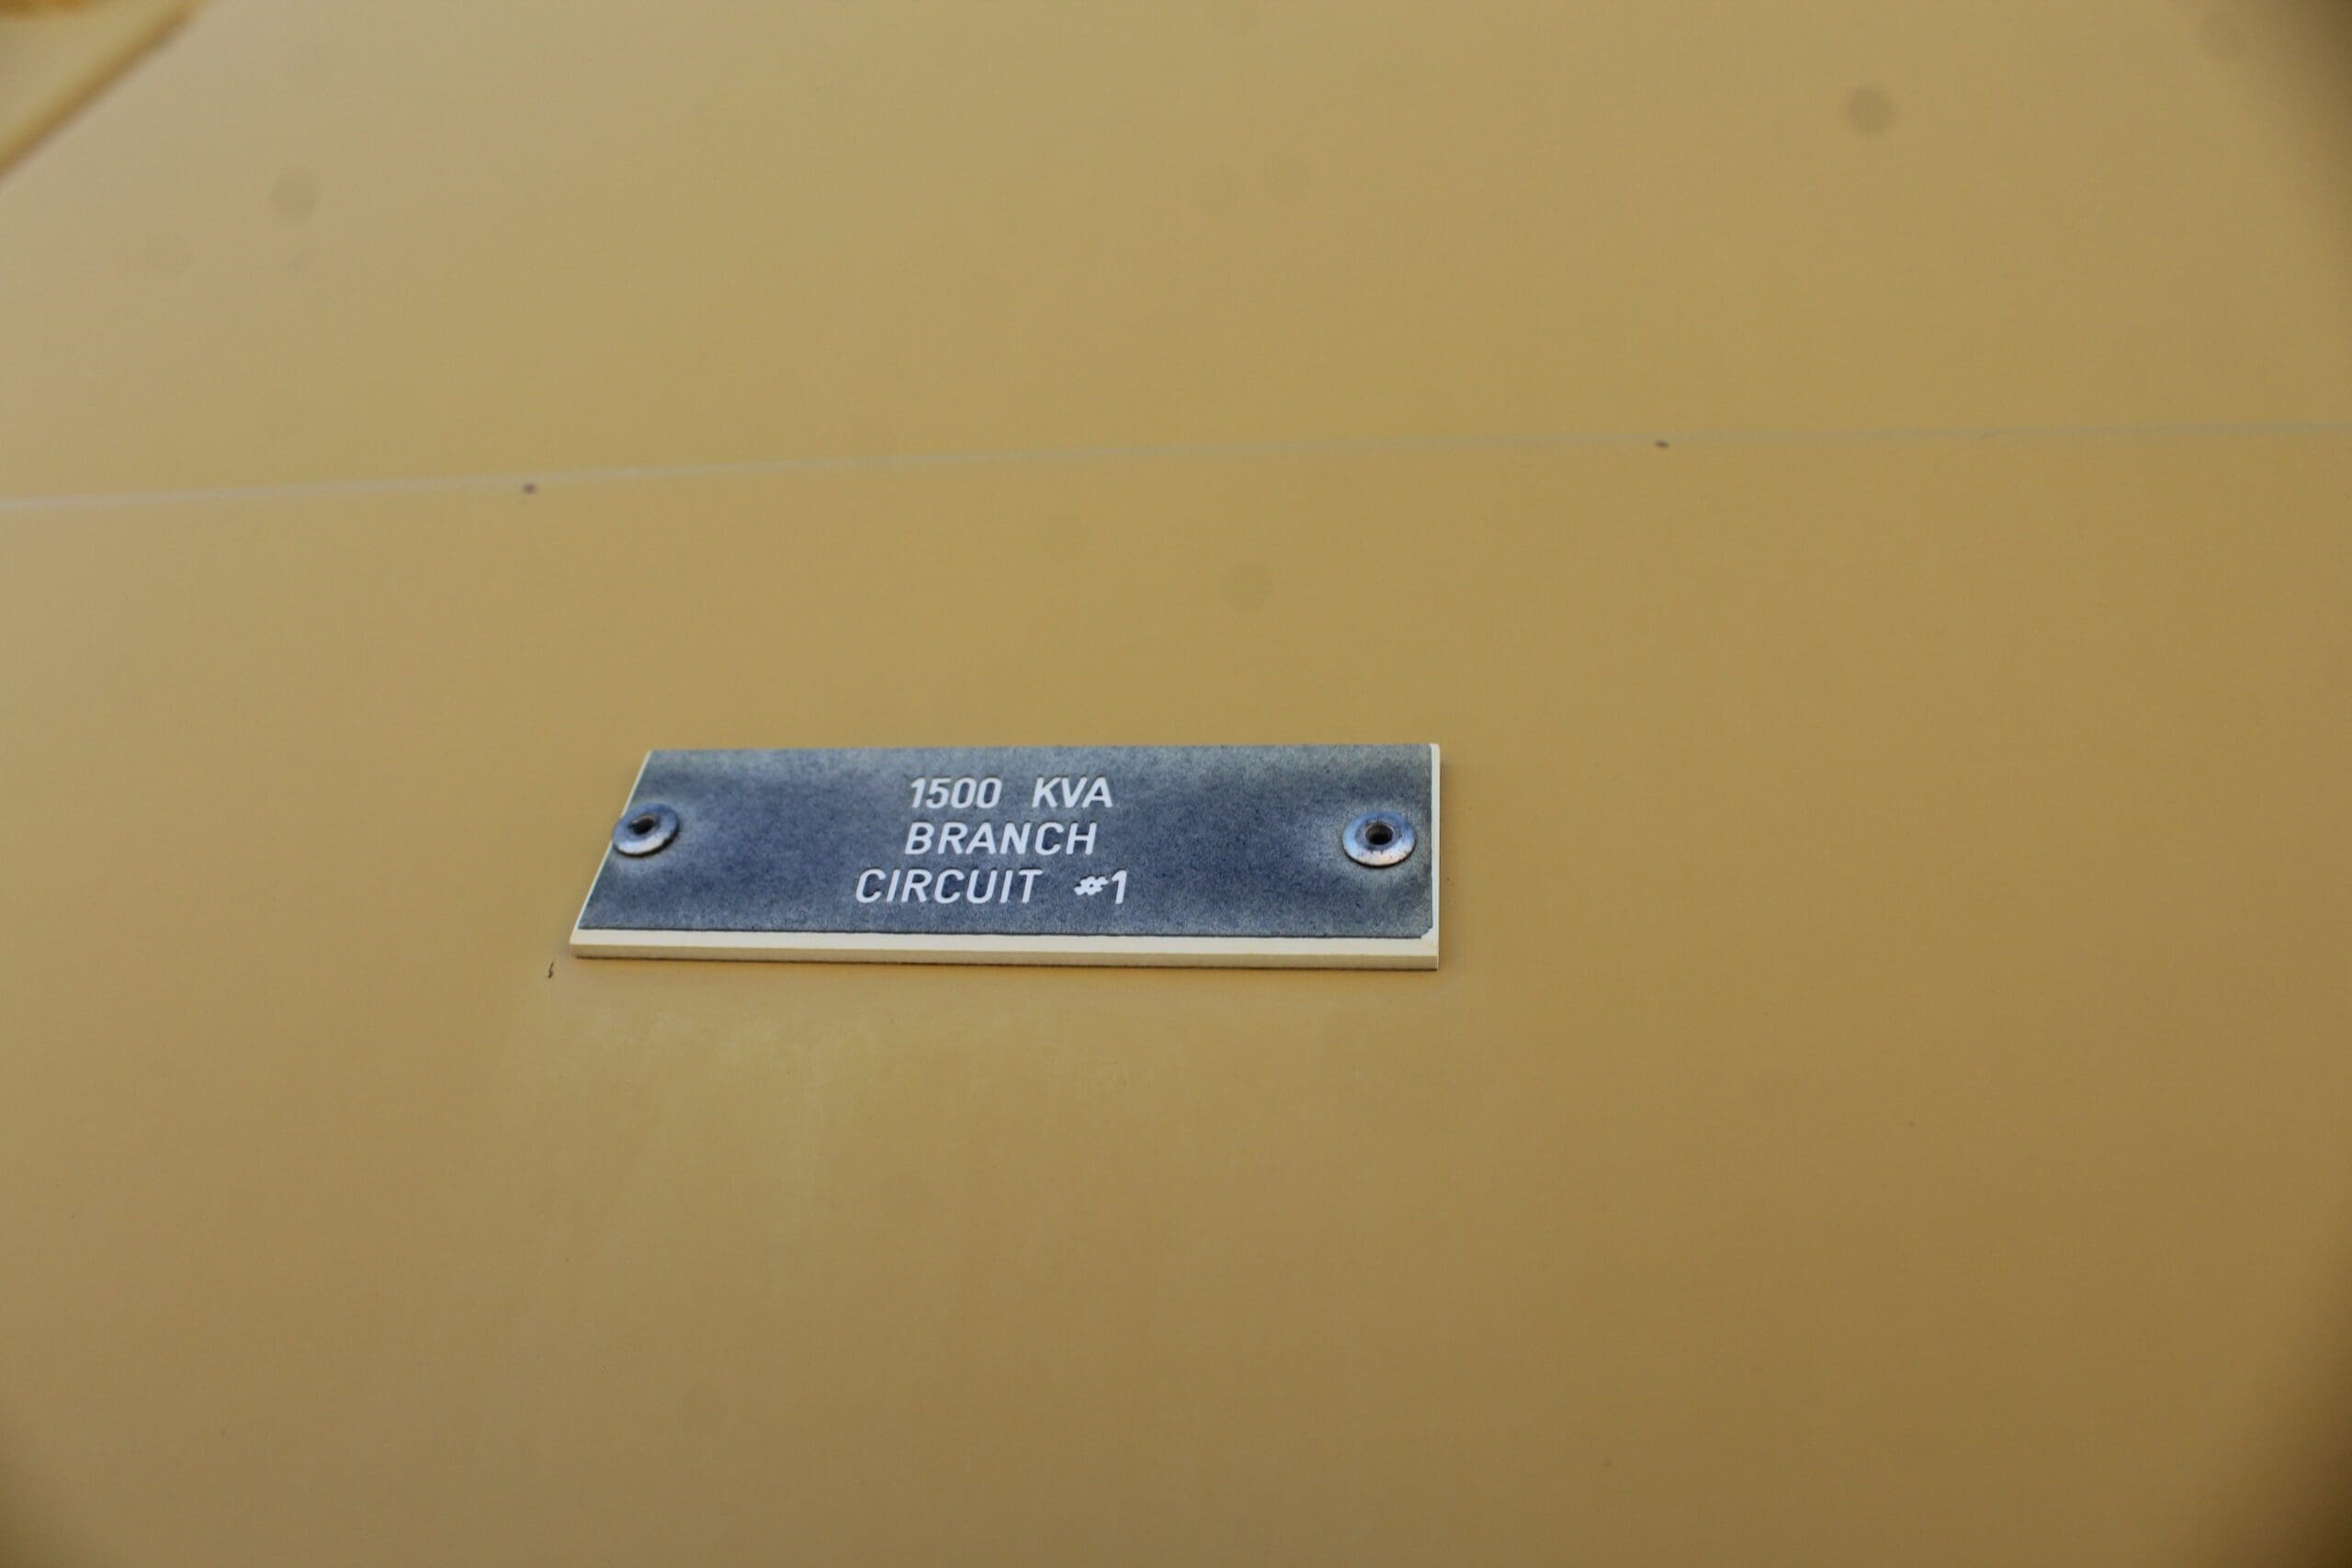 1500 KVA
BRANCH
CIRCUIT #1